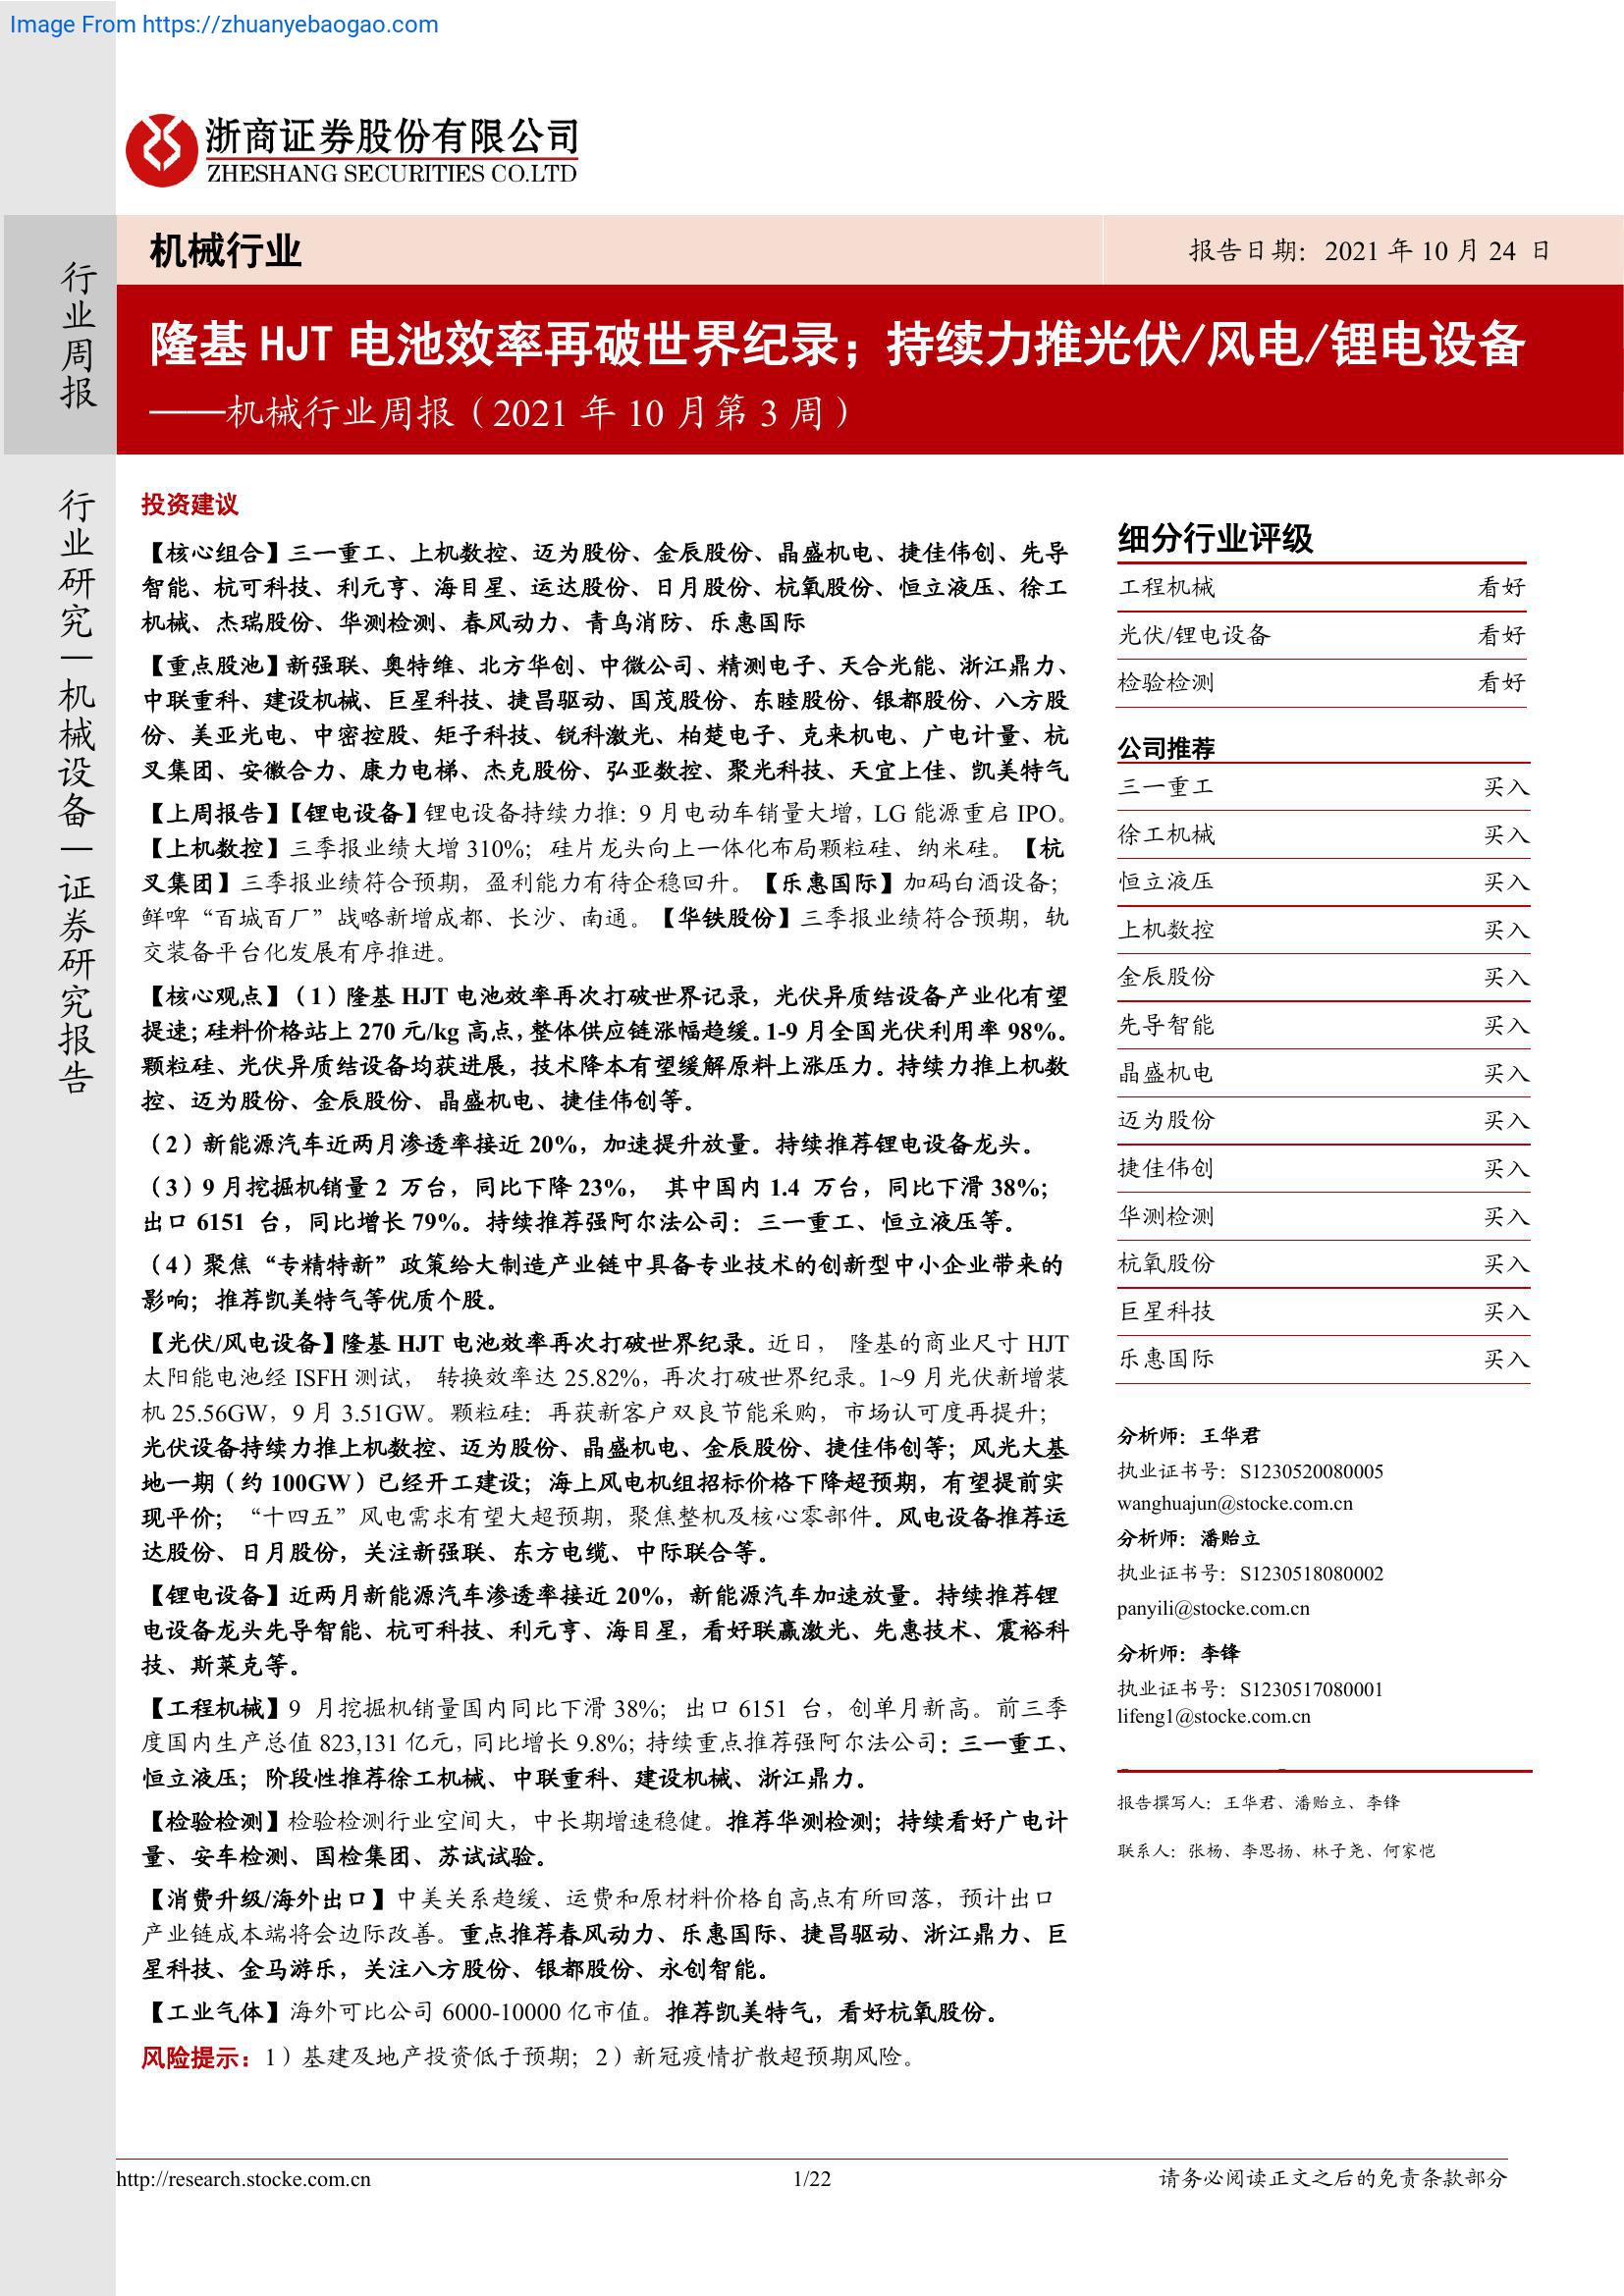 Image From https://zhuanyebaogao.com
浙商证券股份有限公司
ZHESHANG SECURITIES CO.LTD
机械行业
报告日期：2021 年 10 月 24 日
行业周报
隆基 HJT 电池效率再破世界纪录；持续力推光伏/风电/锂电设备
——机械行业周报（2021 年 10 月第 3 周）
行业研究—机械设备—证券研究报告
投资建议
【核心组合】三一重工、上机数控、迈为股份、金辰股份、晶盛机电、捷佳伟创、先导
智能、杭可科技、利元亨、海目星、运达股份、日月股份、杭氧股份、恒立液压、徐工
机械、杰瑞股份、华测检测、春风动力、青鸟消防、乐惠国际
【重点股池】新强联、奥特维、北方华创、中微公司、精测电子、天合光能、浙江鼎力、
中联重科、建设机械、巨星科技、捷昌驱动、国茂股份、东睦股份、银都股份、八方股
份、美亚光电、中密控股、矩子科技、锐科激光、柏楚电子、克来机电、广电计量、杭
叉集团、安徽合力、康力电梯、杰克股份、弘亚数控、聚光科技、天宜上佳、凯美特气
【上周报告】【锂电设备】锂电设备持续力推：9 月电动车销量大增，LG 能源重启 IPO。
【上机数控】三季报业绩大增 310%；硅片龙头向上一体化布局颗粒硅、纳米硅。【杭
叉集团】三季报业绩符合预期，盈利能力有待企稳回升。【乐惠国际】加码白酒设备；
鲜啤“百城百厂”战略新增成都、长沙、南通。【华铁股份】三季报业绩符合预期，轨
交装备平台化发展有序推进。
【核心观点】（1）隆基 HJT 电池效率再次打破世界记录，光伏异质结设备产业化有望
提速；硅料价格站上 270 元/kg 高点，整体供应链涨幅趋缓。1-9 月全国光伏利用率 98%。
颗粒硅、光伏异质结设备均获进展，技术降本有望缓解原料上涨压力。持续力推上机数
控、迈为股份、金辰股份、晶盛机电、捷佳伟创等。
（2）新能源汽车近两月渗透率接近 20%，加速提升放量。持续推荐锂电设备龙头。
（3）9 月挖掘机销量 2 万台，同比下降 23%， 其中国内 1.4 万台，同比下滑 38%；
出口 6151 台，同比增长 79%。持续推荐强阿尔法公司：三一重工、恒立液压等。
（4）聚焦“专精特新”政策给大制造产业链中具备专业技术的创新型中小企业带来的
影响；推荐凯美特气等优质个股。
【光伏/风电设备】隆基 HJT 电池效率再次打破世界纪录。近日， 隆基的商业尺寸 HJT
太阳能电池经 ISFH 测试， 转换效率达 25.82%，再次打破世界纪录。1~9 月光伏新增装
机 25.56GW，9 月 3.51GW。颗粒硅：再获新客户双良节能采购，市场认可度再提升；
光伏设备持续力推上机数控、迈为股份、晶盛机电、金辰股份、捷佳伟创等；风光大基
地一期（约 100GW）已经开工建设；海上风电机组招标价格下降超预期，有望提前实
现平价；“十四五”风电需求有望大超预期，聚焦整机及核心零部件。风电设备推荐运
达股份、日月股份，关注新强联、东方电缆、中际联合等。
【锂电设备】近两月新能源汽车渗透率接近 20%，新能源汽车加速放量。持续推荐锂
电设备龙头先导智能、杭可科技、利元亨、海目星，看好联赢激光、先惠技术、震裕科
技、斯莱克等。
【工程机械】9 月挖掘机销量国内同比下滑 38%；出口 6151 台，创单月新高。前三季
度国内生产总值 823,131 亿元，同比增长 9.8%；持续重点推荐强阿尔法公司：三一重工、
恒立液压；阶段性推荐徐工机械、中联重科、建设机械、浙江鼎力。
【检验检测】检验检测行业空间大，中长期增速稳健。推荐华测检测；持续看好广电计
量、安车检测、国检集团、苏试试验。
【消费升级/海外出口】中美关系趋缓、运费和原材料价格自高点有所回落，预计出口
产业链成本端将会边际改善。重点推荐春风动力、乐惠国际、捷昌驱动、浙江鼎力、巨
星科技、金马游乐，关注八方股份、银都股份、永创智能。
【工业气体】海外可比公司 6000-10000 亿市值。推荐凯美特气，看好杭氧股份。
风险提示：1）基建及地产投资低于预期；2）新冠疫情扩散超预期风险。
细分行业评级
工程机械 看好
光伏/锂电设备 看好
检验检测 看好
公司推荐
三一重工 买入
徐工机械 买入
恒立液压 买入
上机数控 买入
金辰股份 买入
先导智能 买入
晶盛机电 买入
迈为股份 买入
捷佳伟创 买入
华测检测 买入
杭氧股份 买入
巨星科技 买入
乐惠国际 买入
分析师：王华君
执业证书号：S1230520080005
wanghuajun@stocke.com.cn
分析师：潘贻立
执业证书号：S1230518080002
panyili@stocke.com.cn
分析师：李锋
执业证书号：S1230517080001
lifeng1@stocke.com.cn
报告撰写人：王华君、潘贻立、李锋
联系人：张杨、李思扬、林子尧、何家恺
http://research.stocke.com.cn
1/22
请务必阅读正文之后的免责条款部分